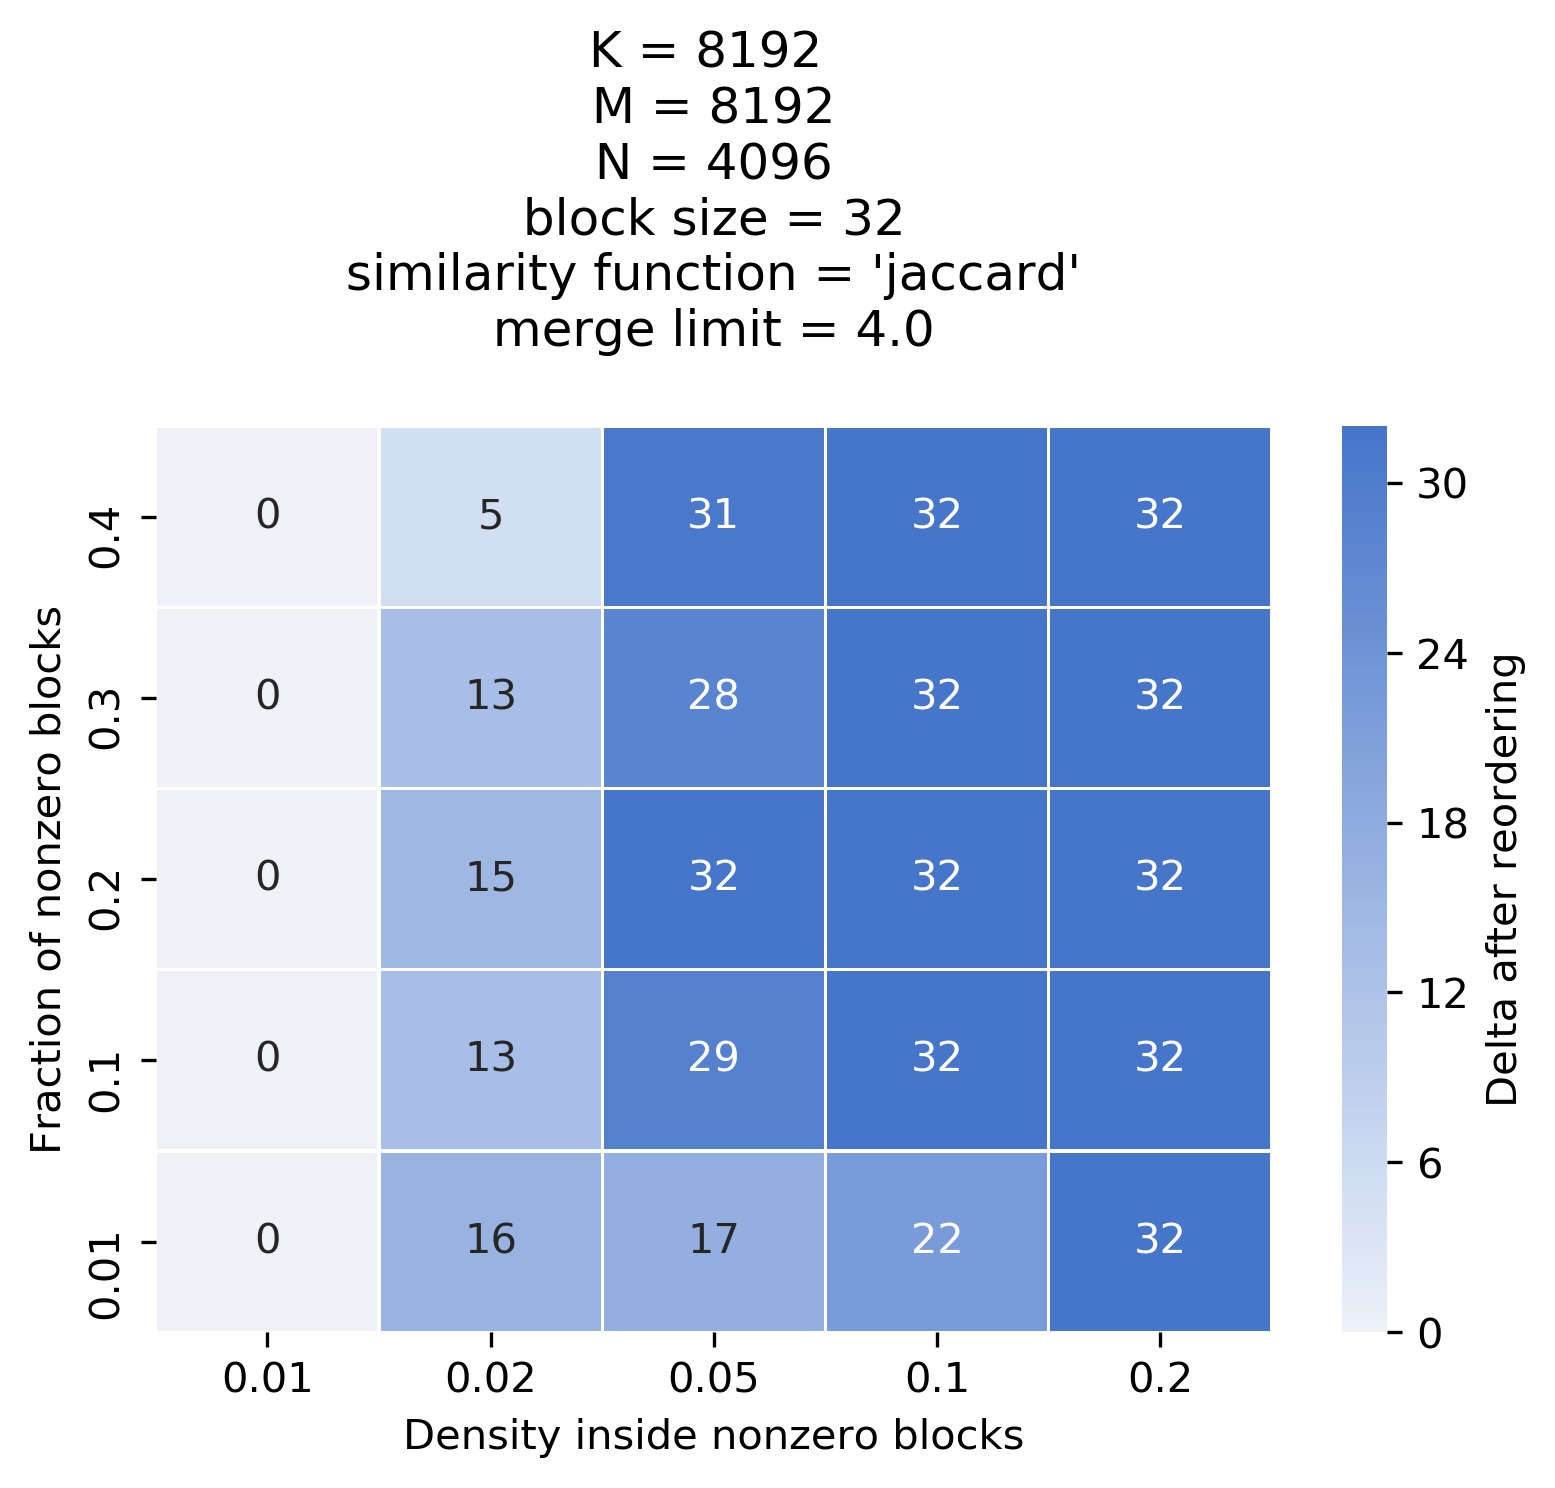 K = 8192
M = 8192
N = 4096
block size = 32
similarity function = 'jaccard'
merge limit = 4.0
Fraction of nonzero blocks
0.4 0 5 31 32 32
0.3 0 13 28 32 32
0.2 0 15 32 32 32
0.1 0 13 29 32 32
0.01 0 16 17 22 32
0.01 0.02 0.05 0.1 0.2
Density inside nonzero blocks
30
24
18
12
6
0
Delta after reordering